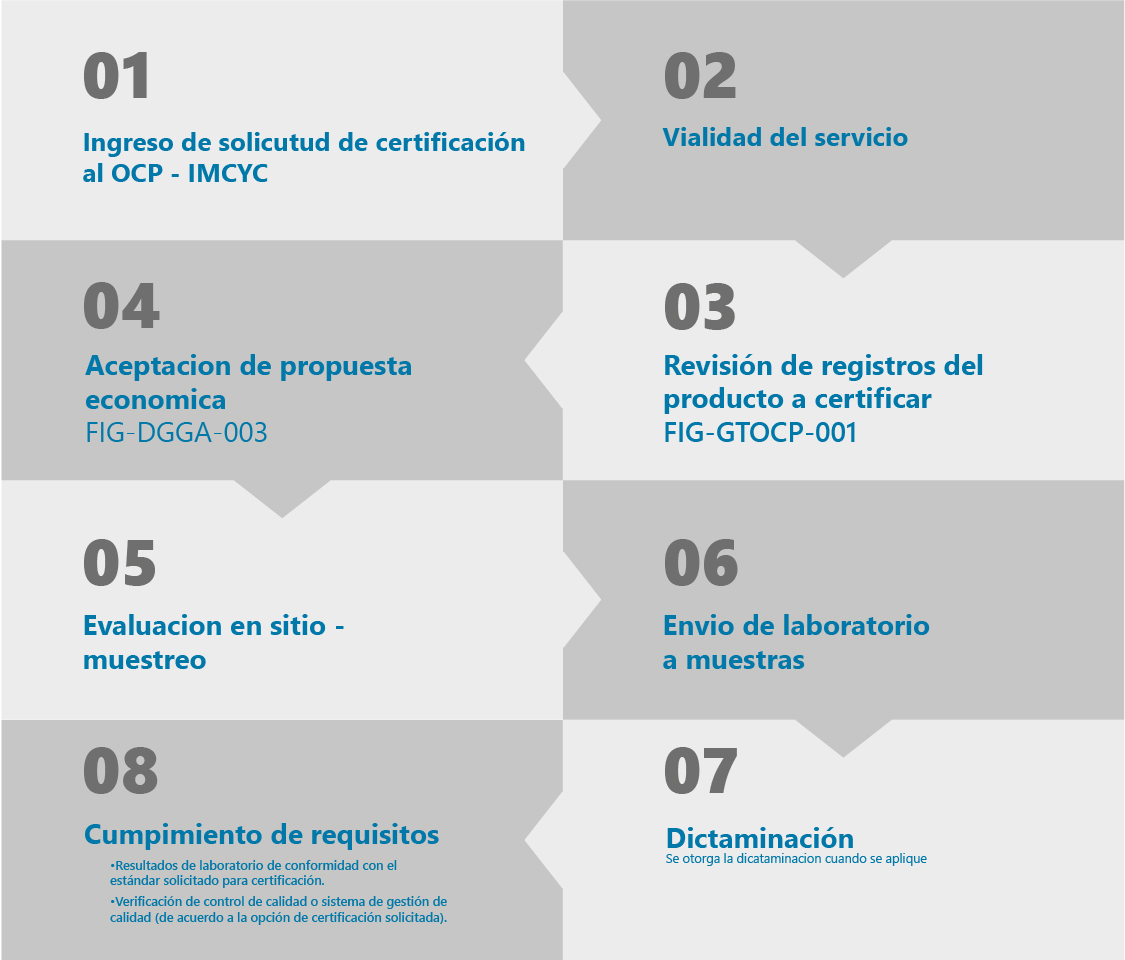 01
Ingreso de solicutud de certificación
al OCP - IMCYC
02
Vialidad del servicio
03
Revisión de registros del
producto a certificar
FIG-GTOCP-001
04
Aceptacion de propuesta
economica
FIG-DGGA-003
05
Evaluacion en sitio -
muestreo
06
Envio de laboratorio
a muestras
07
Dictaminación
Se otorga la dicataminacion cuando se aplique
08
Cumpimiento de requisitos
•Resultados de laboratorio de conformidad con el
estándar solicitado para certificación.
•Verificación de control de calidad o sistema de gestión de
calidad (de acuerdo a la opción de certificación solicitada).